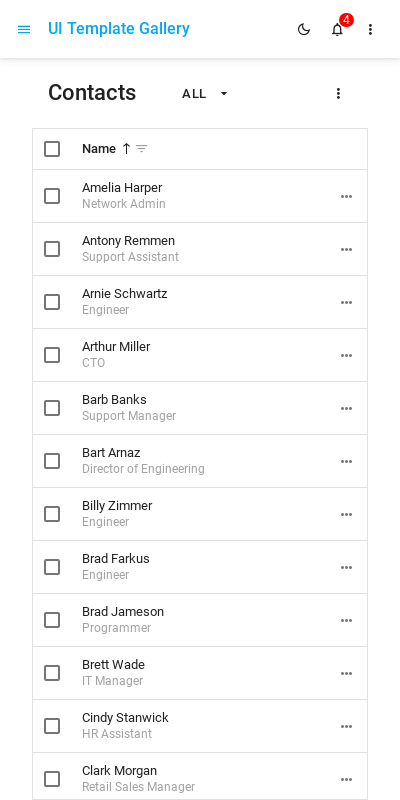 UI Template Gallery
4
Contacts
ALL
Name
Amelia Harper
Network Admin
Antony Remmen
Support Assistant
Arnie Schwartz
Engineer
Arthur Miller
CTO
Barb Banks
Support Manager
Bart Arnaz
Director of Engineering
Billy Zimmer
Engineer
Brad Farkus
Engineer
Brad Jameson
Programmer
Brett Wade
IT Manager
Cindy Stanwick
HR Assistant
Clark Morgan
Retail Sales Manager